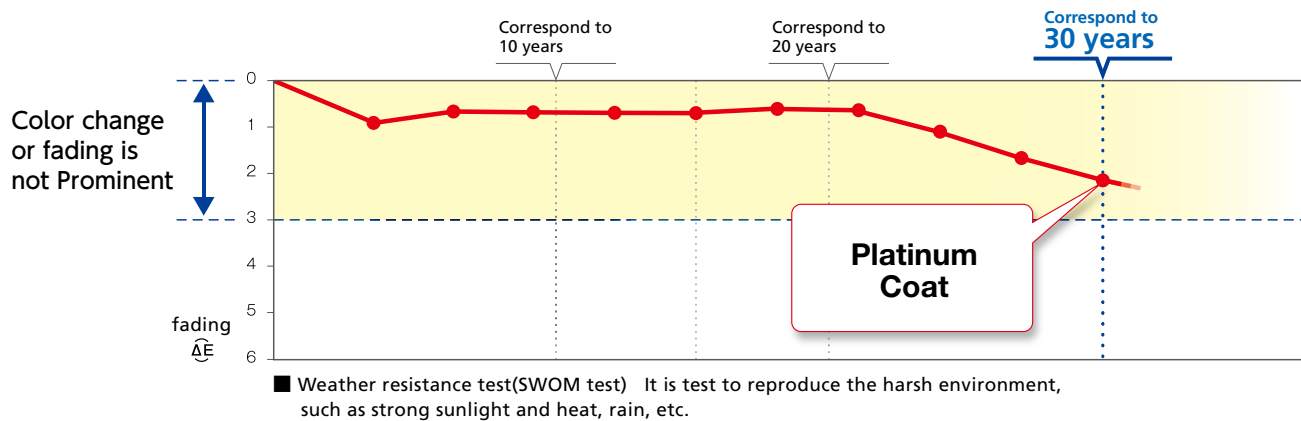 Correspond to
10 years
Correspond to
20 years
Correspond to
30 years
Color change
or fading is
not Prominent
0
1
2
3
4
5
6
fading
(ΔE)
Platinum
Coat
■ Weather resistance test(SWOM test) It is test to reproduce the harsh environment,
such as strong sunlight and heat, rain, etc.